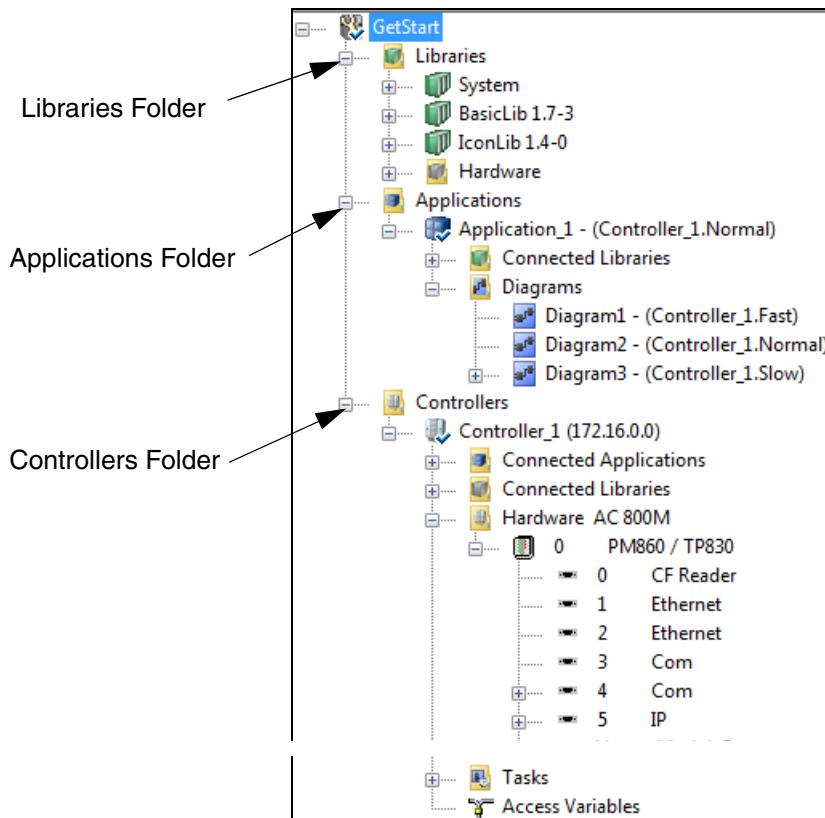 GetStart
Libraries
Libraries Folder
System
BasicLib 1.7-3
IconLib 1.4-0
Hardware
Applications
Application_1 - (Controller_1.Normal)
Applications Folder
Connected Libraries
Diagrams
Diagram1 - (Controller_1.Fast)
Diagram2 - (Controller_1.Normal)
Diagram3 - (Controller_1.Slow)
Controllers
Controller_1 (172.16.0.0)
Controllers Folder
Connected Applications
Connected Libraries
Hardware AC 800M
0 PM860 / TP830
0 CF Reader
1 Ethernet
2 Ethernet
3 Com
4 Com
5 IP
Tasks
Access Variables